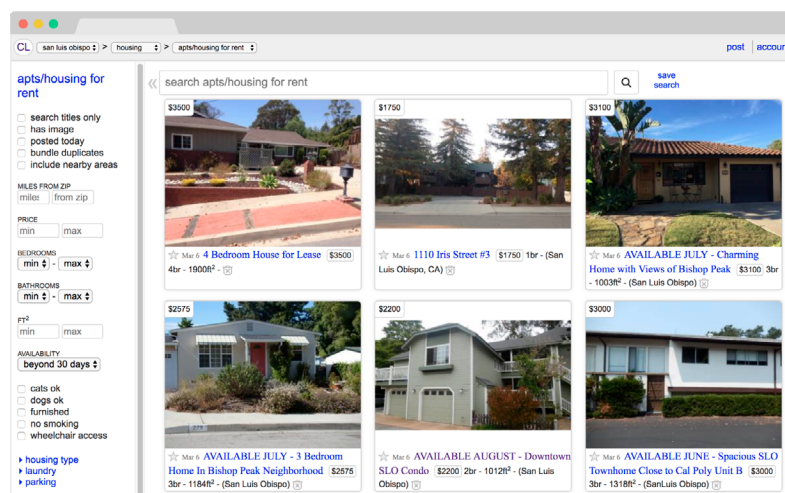 CL san luis obispo > housing > apts/housing for rent post accoun
apts/housing for rent
search titles only
has image
posted today
bundle duplicates
include nearby areas
MILES FROM ZIP
miles from zip
PRICE
min max
BEDROOMS
min - max
BATHROOMS
min - max
FT2
min max
AVAILABILITY
beyond 30 days
cats ok
dogs ok
furnished
no smoking
wheelchair access
housing type
laundry
parking
search apts/housing for rent
save
search
$3500
Mar 6 4 Bedroom House for Lease $3500
4br - 1900ft2 -
$1750
Mar 6 1110 Iris Street #3 $1750 1br - (San
Luis Obispo, CA)
$3100
Mar 6 AVAILABLE JULY - Charming
Home with Views of Bishop Peak $3100 3br
- 1003ft2 - (San Luis Obispo)
$2575
Mar 6 AVAILABLE JULY - 3 Bedroom
Home In Bishop Peak Neighborhood $2575
3br - 1184ft2 - (San Luis Obispo)
$2200
Mar 6 AVAILABLE AUGUST - Downtown
SLO Condo $2200 2br - 1012ft2 - (San Luis
Obispo)
$3000
Mar 6 AVAILABLE JUNE - Spacious SLO
Townhome Close to Cal Poly Unit B $3000
3br - 1318ft2 - (San Luis Obispo)